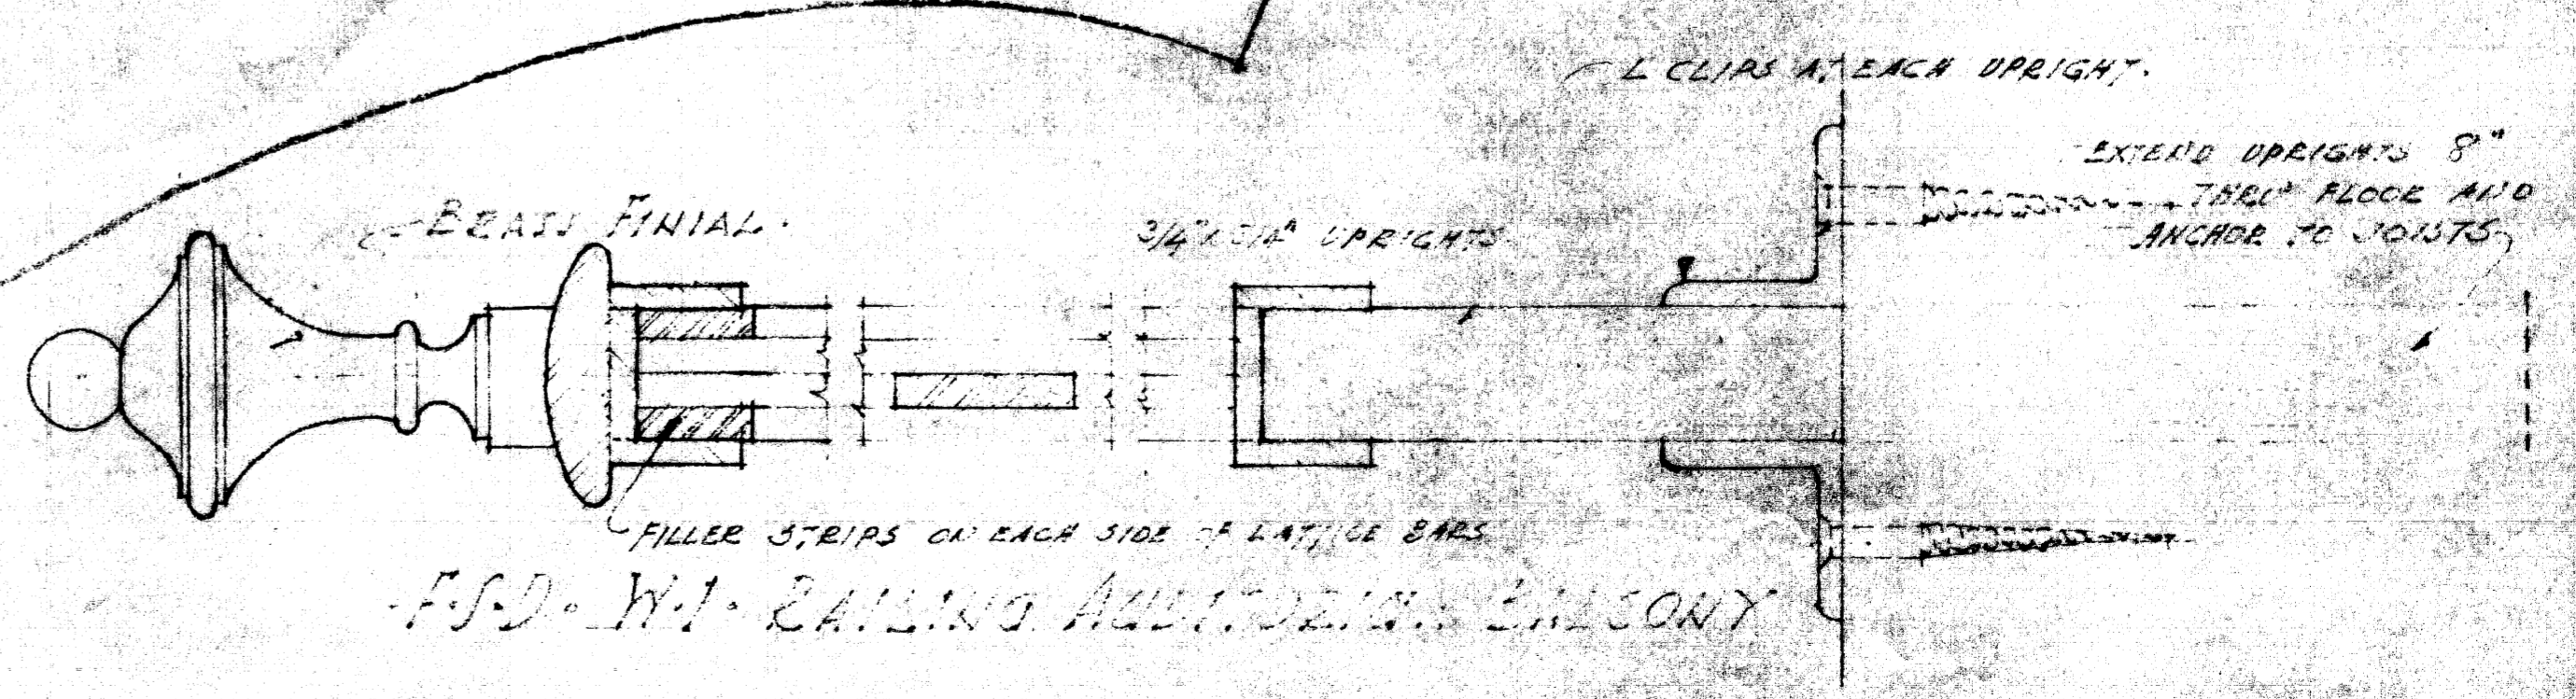 L CLIPS AT EACH UPRIGHT.
EXTEND UPRIGHTS 8"
THRU FLOOR AND
ANCHOR TO JOISTS
BRASS FINIAL.
3/4" x 3/4" UPRIGHTS
FILLER STRIPS ON EACH SIDE OF LATTICE BARS
F·S·D· W·I· RAILING AUDITORIUM BALCONY